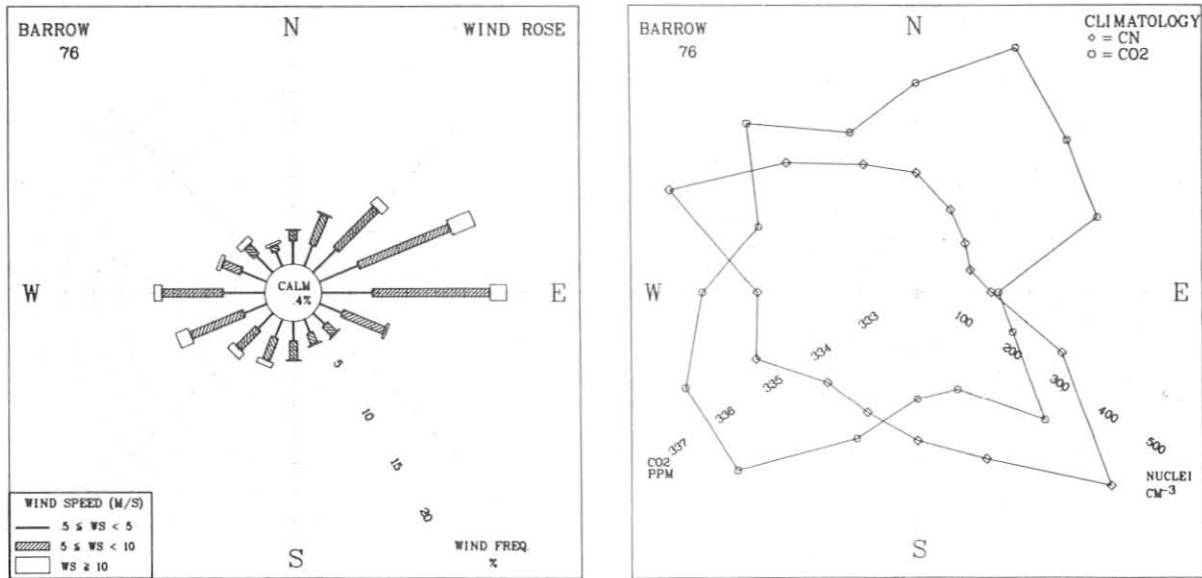 BARROW
76
N
WIND ROSE
W
CALM
.4%
E
5
10
15
20
S
WIND SPEED (M/S)
.5 ≤ WS < 5
5 ≤ WS < 10
WS ≥ 10
WIND FREQ.
%
BARROW
76
N
CLIMATOLOGY
◇ = CN
○ = CO2
W
E
333
334
335
336
337
CO2
PPM
100
200
300
400
500
NUCLEI
CM-3
S